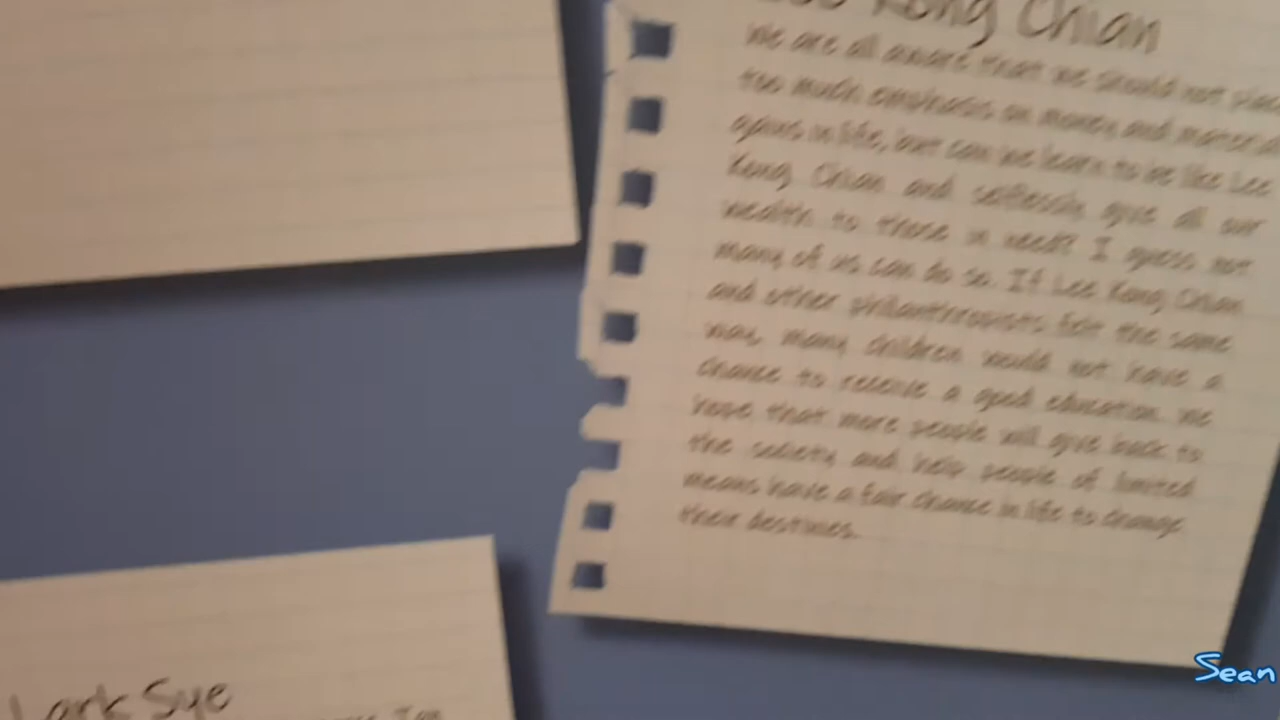 Lee Kong Chian
We are all aware that we should not place
too much emphasis on money and material
gains in life, but can we learn to be like Lee
Kong Chian and selflessly give all our
wealth to those in need? I guess not
many of us can do so. If Lee Kong Chian
and other philanthropists felt the same
way, many children would not have a
chance to receive a good education. We
hope that more people will give back to
the society and help people of limited
means have a fair chance in life to change
their destinies.
Lark Sye
Sean